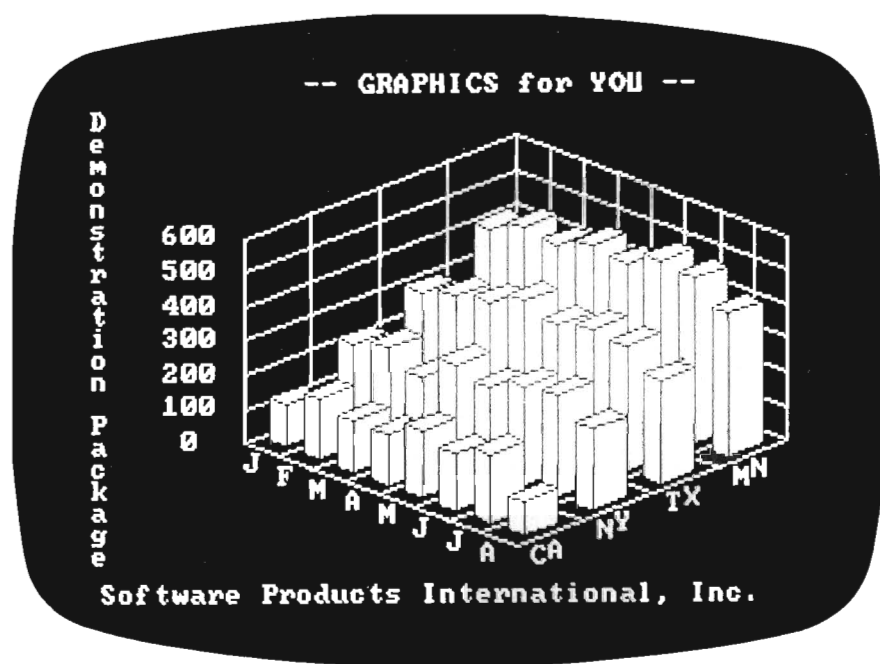 -- GRAPHICS for YOU --
Demonstration Package
600
500
400
300
200
100
0
J F M A M J J A
CA NY TX MN
Software Products International, Inc.